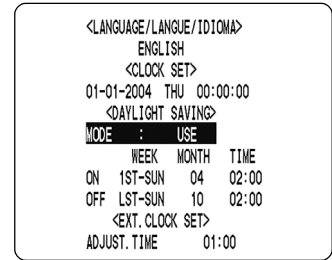 <LANGUAGE/LANGUE/IDIOMA>
ENGLISH
<CLOCK SET>
01-01-2004 THU 00:00:00
<DAYLIGHT SAVING>
MODE : USE
WEEK MONTH TIME
ON 1ST-SUN 04 02:00
OFF LST-SUN 10 02:00
<EXT.CLOCK SET>
ADJUST.TIME 01:00